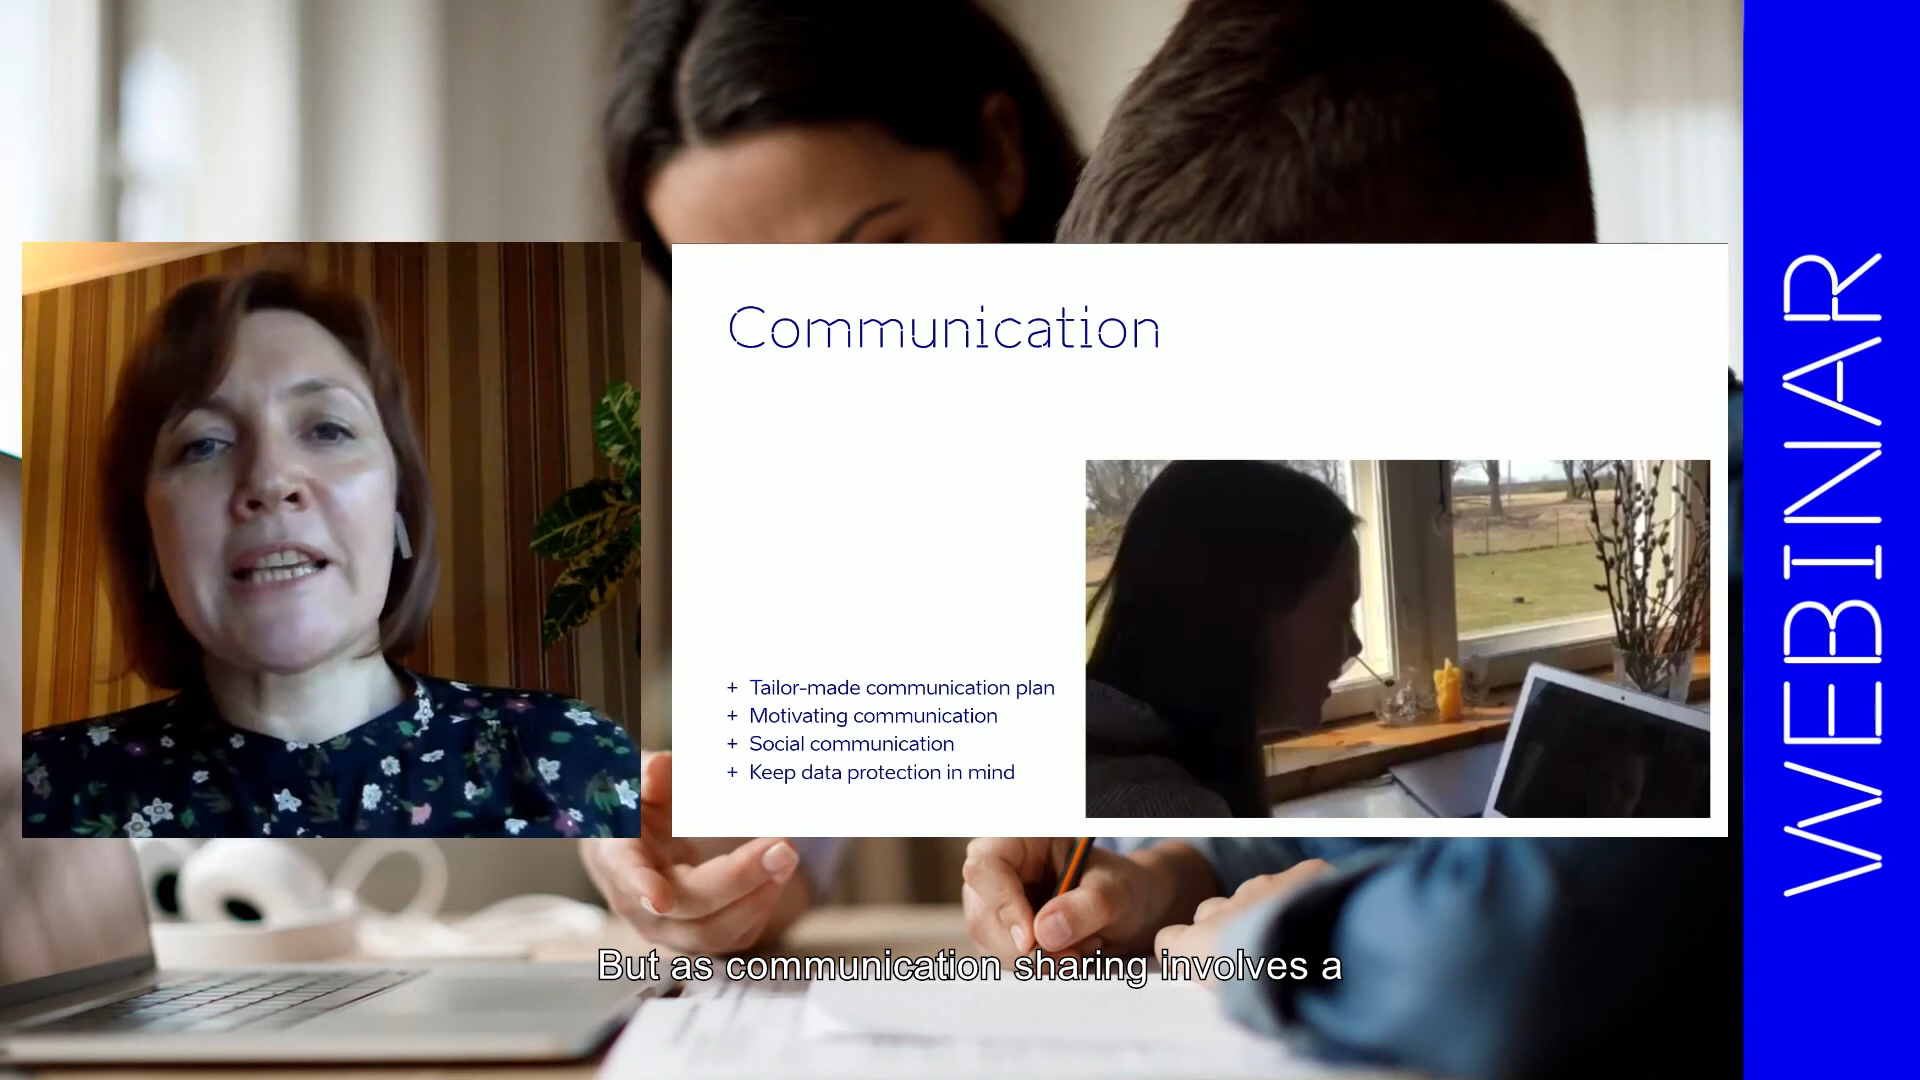 Communication
+ Tailor-made communication plan
+ Motivating communication
+ Social communication
+ Keep data protection in mind
WEBINAR
But as communication sharing involves a